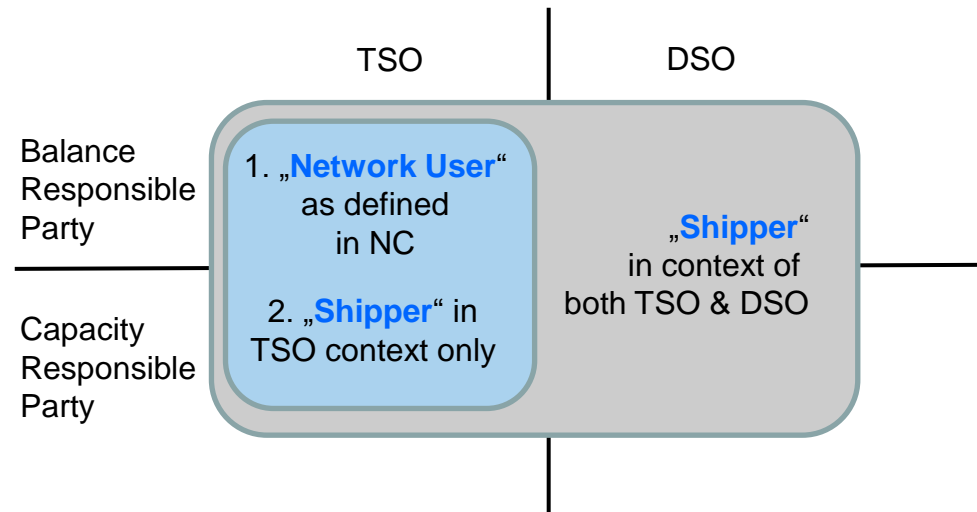 TSO
DSO
Balance
Responsible
Party
1. „Network User“
as defined
in NC
2. „Shipper“ in
TSO context only
„Shipper“
in context of
both TSO & DSO
Capacity
Responsible
Party